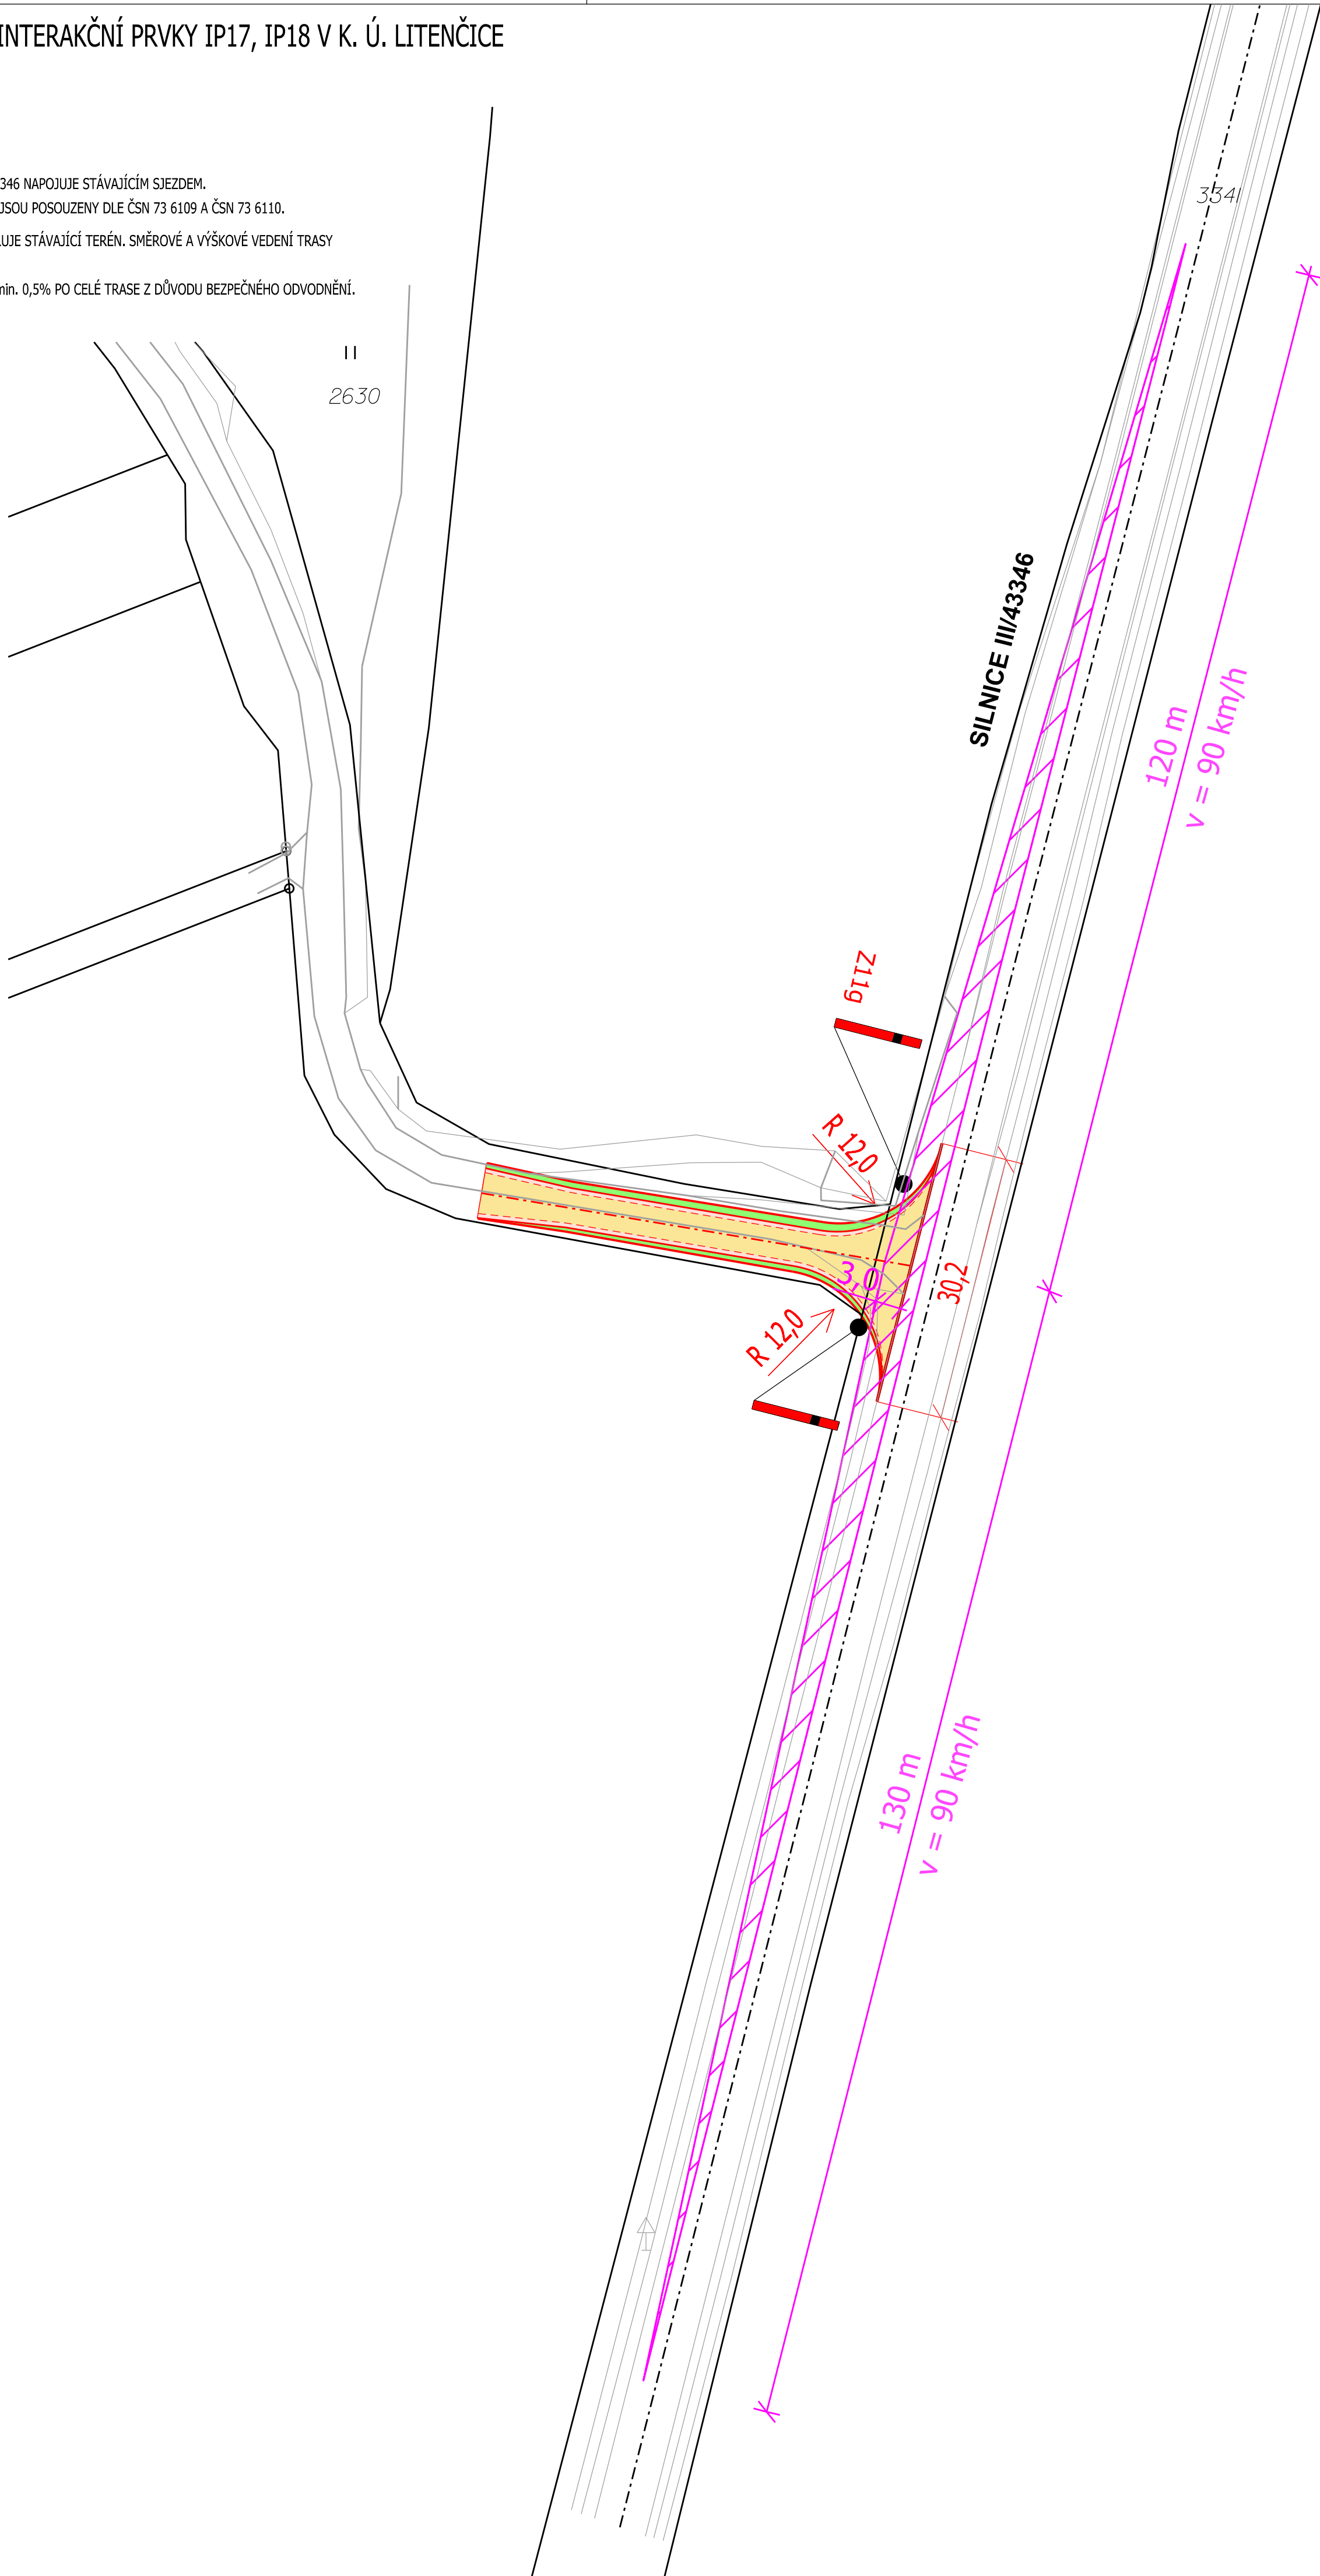 INTERAKČNÍ PRVKY IP17, IP18 V K. Ú. LITENČICE
346 NAPOJUJE STÁVAJÍCÍM SJEZDEM.
JSOU POSOUZENY DLE ČSN 73 6109 A ČSN 73 6110.
UJE STÁVAJÍCÍ TERÉN. SMĚROVÉ A VÝŠKOVÉ VEDENÍ TRASY
min. 0,5% PO CELÉ TRASE Z DŮVODU BEZPEČNÉHO ODVODNĚNÍ.
3341
2630
SILNICE III/43346
120 m
v = 90 km/h
Z11g
R 12,0
3,0
30,2
R 12,0
130 m
v = 90 km/h